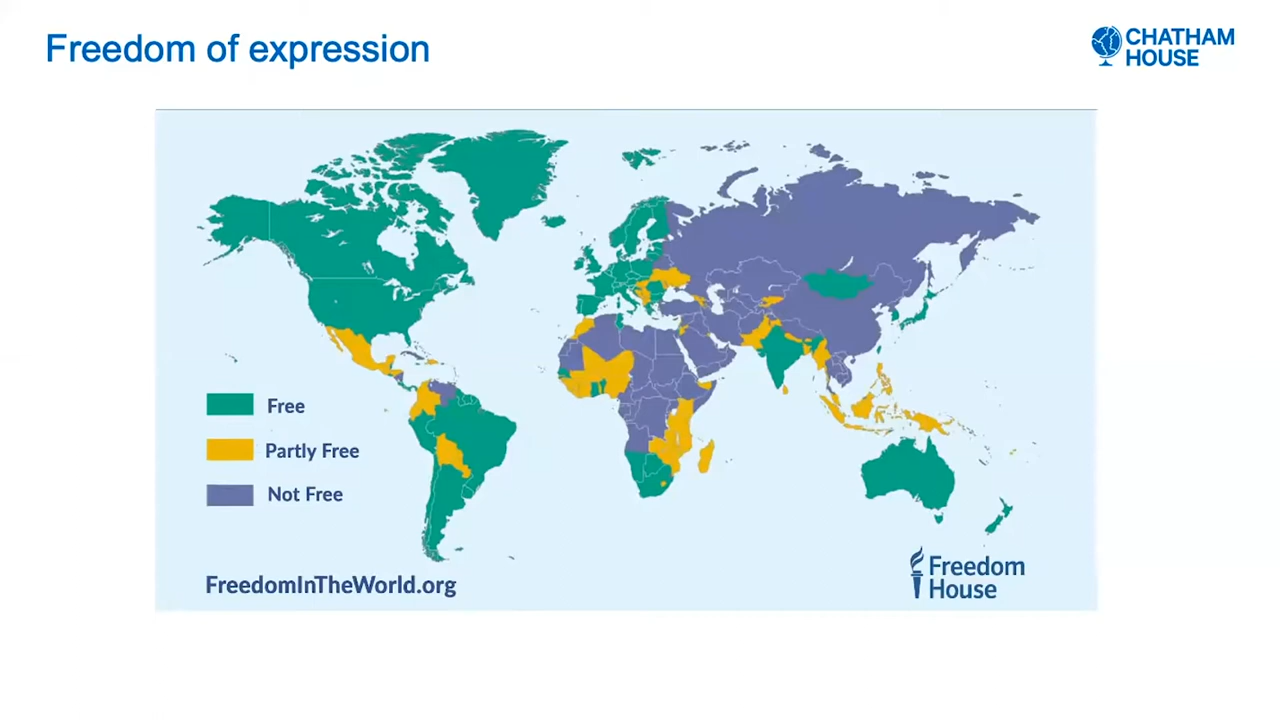 Freedom of expression
CHATHAM
HOUSE
Free
Partly Free
Not Free
FreedomInTheWorld.org
Freedom
House